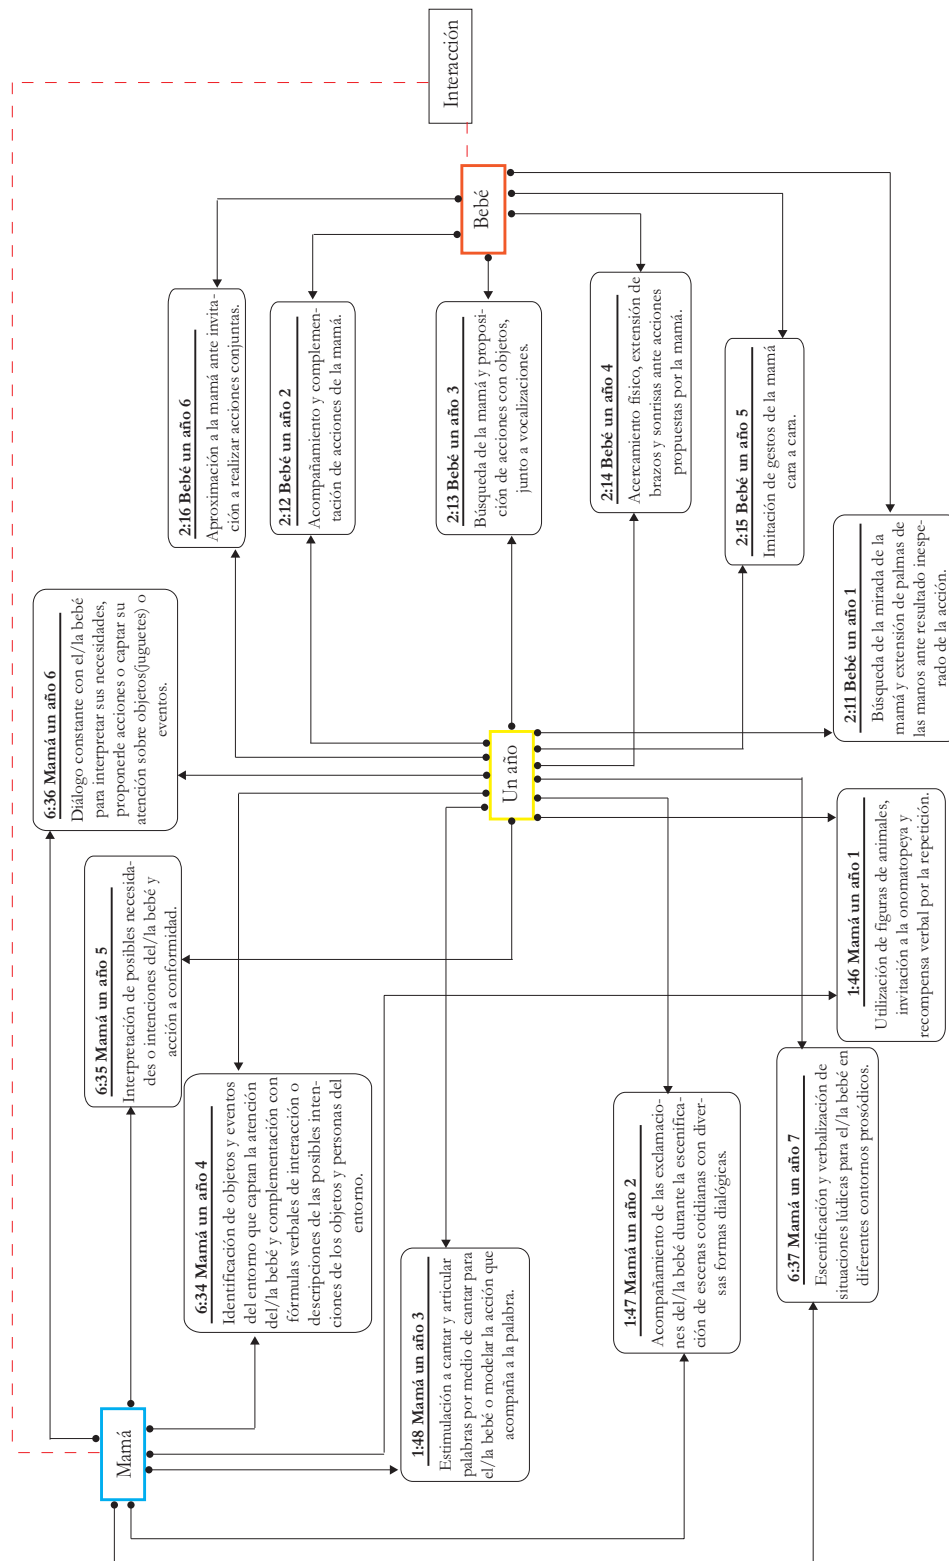 Interacción
Mamá
Un año
Bebé
6:36 Mamá un año 6
Diálogo constante con el/la bebé
para interpretar sus necesidades,
proponerle acciones o captar su
atención sobre objetos(juguetes) o
eventos.
6:35 Mamá un año 5
Interpretación de posibles necesida-
des o intenciones del/la bebé y
acción a conformidad.
6:34 Mamá un año 4
Identificación de objetos y eventos
del entorno que captan la atención
del/la bebé y complementación con
fórmulas verbales de interacción o
descripciones de las posibles inten-
ciones de los objetos y personas del
entorno.
1:48 Mamá un año 3
Estimulación a cantar y articular
palabras por medio de cantar para
el/la bebé o modelar la acción que
acompaña a la palabra.
1:47 Mamá un año 2
Acompañamiento de las exclamacio-
nes del/la bebé durante la escenifica-
ción de escenas cotidianas con diver-
sas formas dialógicas.
6:37 Mamá un año 7
Escenificación y verbalización de
situaciones lúdicas para el/la bebé en
diferentes contornos prosódicos.
1:46 Mamá un año 1
Utilización de figuras de animales,
invitación a la onomatopeya y
recompensa verbal por la repetición.
2:16 Bebé un año 6
Aproximación a la mamá ante invita-
ción a realizar acciones conjuntas.
2:12 Bebé un año 2
Acompañamiento y complemen-
tación de acciones de la mamá.
2:13 Bebé un año 3
Búsqueda de la mamá y proposi-
ción de acciones con objetos,
junto a vocalizaciones.
2:14 Bebé un año 4
Acercamiento físico, extensión de
brazos y sonrisas ante acciones
propuestas por la mamá.
2:15 Bebé un año 5
Imitación de gestos de la mamá
cara a cara.
2:11 Bebé un año 1
Búsqueda de la mirada de la
mamá y extensión de palmas de
las manos ante resultado inespe-
rado de la acción.